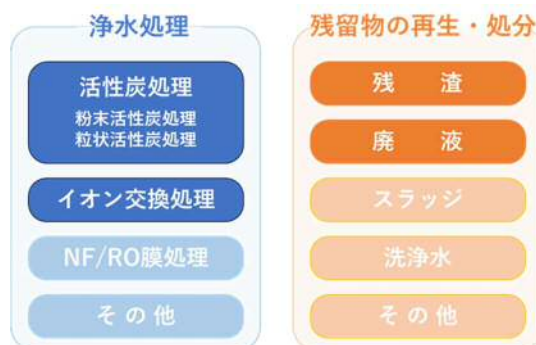 浄水処理
活性炭処理
粉末活性炭処理
粒状活性炭処理
イオン交換処理
NF/RO膜処理
その他
残留物の再生・処分
残 渣
廃 液
スラッジ
洗浄水
その他